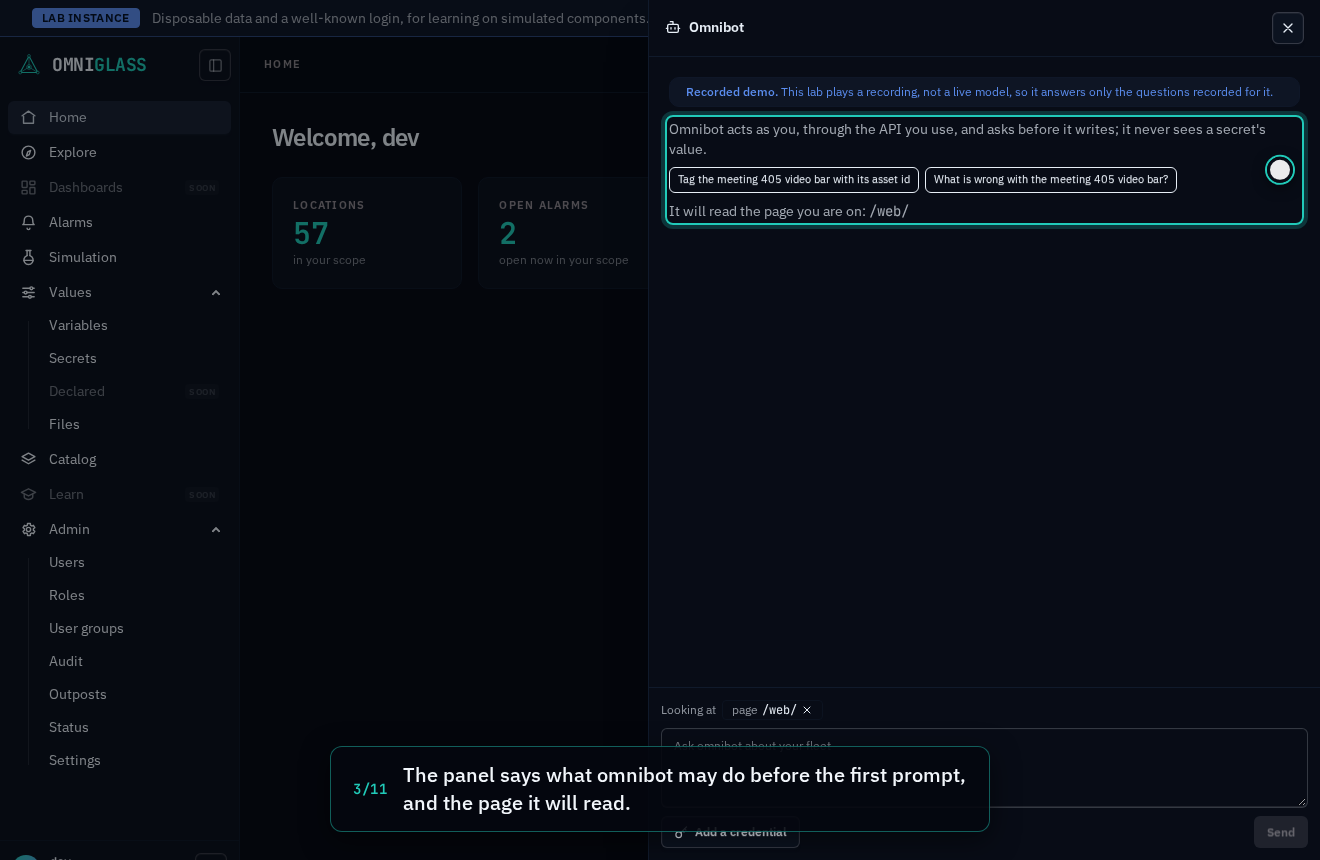 LAB INSTANCE Disposable data and a well-known login, for learning on simulated components.
OMNIGLASS
Home
Explore
Dashboards SOON
Alarms
Simulation
Values
Variables
Secrets
Declared SOON
Files
Catalog
Learn SOON
Admin
Users
Roles
User groups
Audit
Outposts
Status
Settings
dev
HOME
Welcome, dev
LOCATIONS
57
in your scope
OPEN ALARMS
2
open now in your scope
Omnibot
Recorded demo. This lab plays a recording, not a live model, so it answers only the questions recorded for it.
Omnibot acts as you, through the API you use, and asks before it writes; it never sees a secret's
value.
Tag the meeting 405 video bar with its asset id
What is wrong with the meeting 405 video bar?
It will read the page you are on: /web/
Looking at page /web/
Ask omnibot about your fleet
3/11 The panel says what omnibot may do before the first prompt,
and the page it will read.
Add a credential
Send